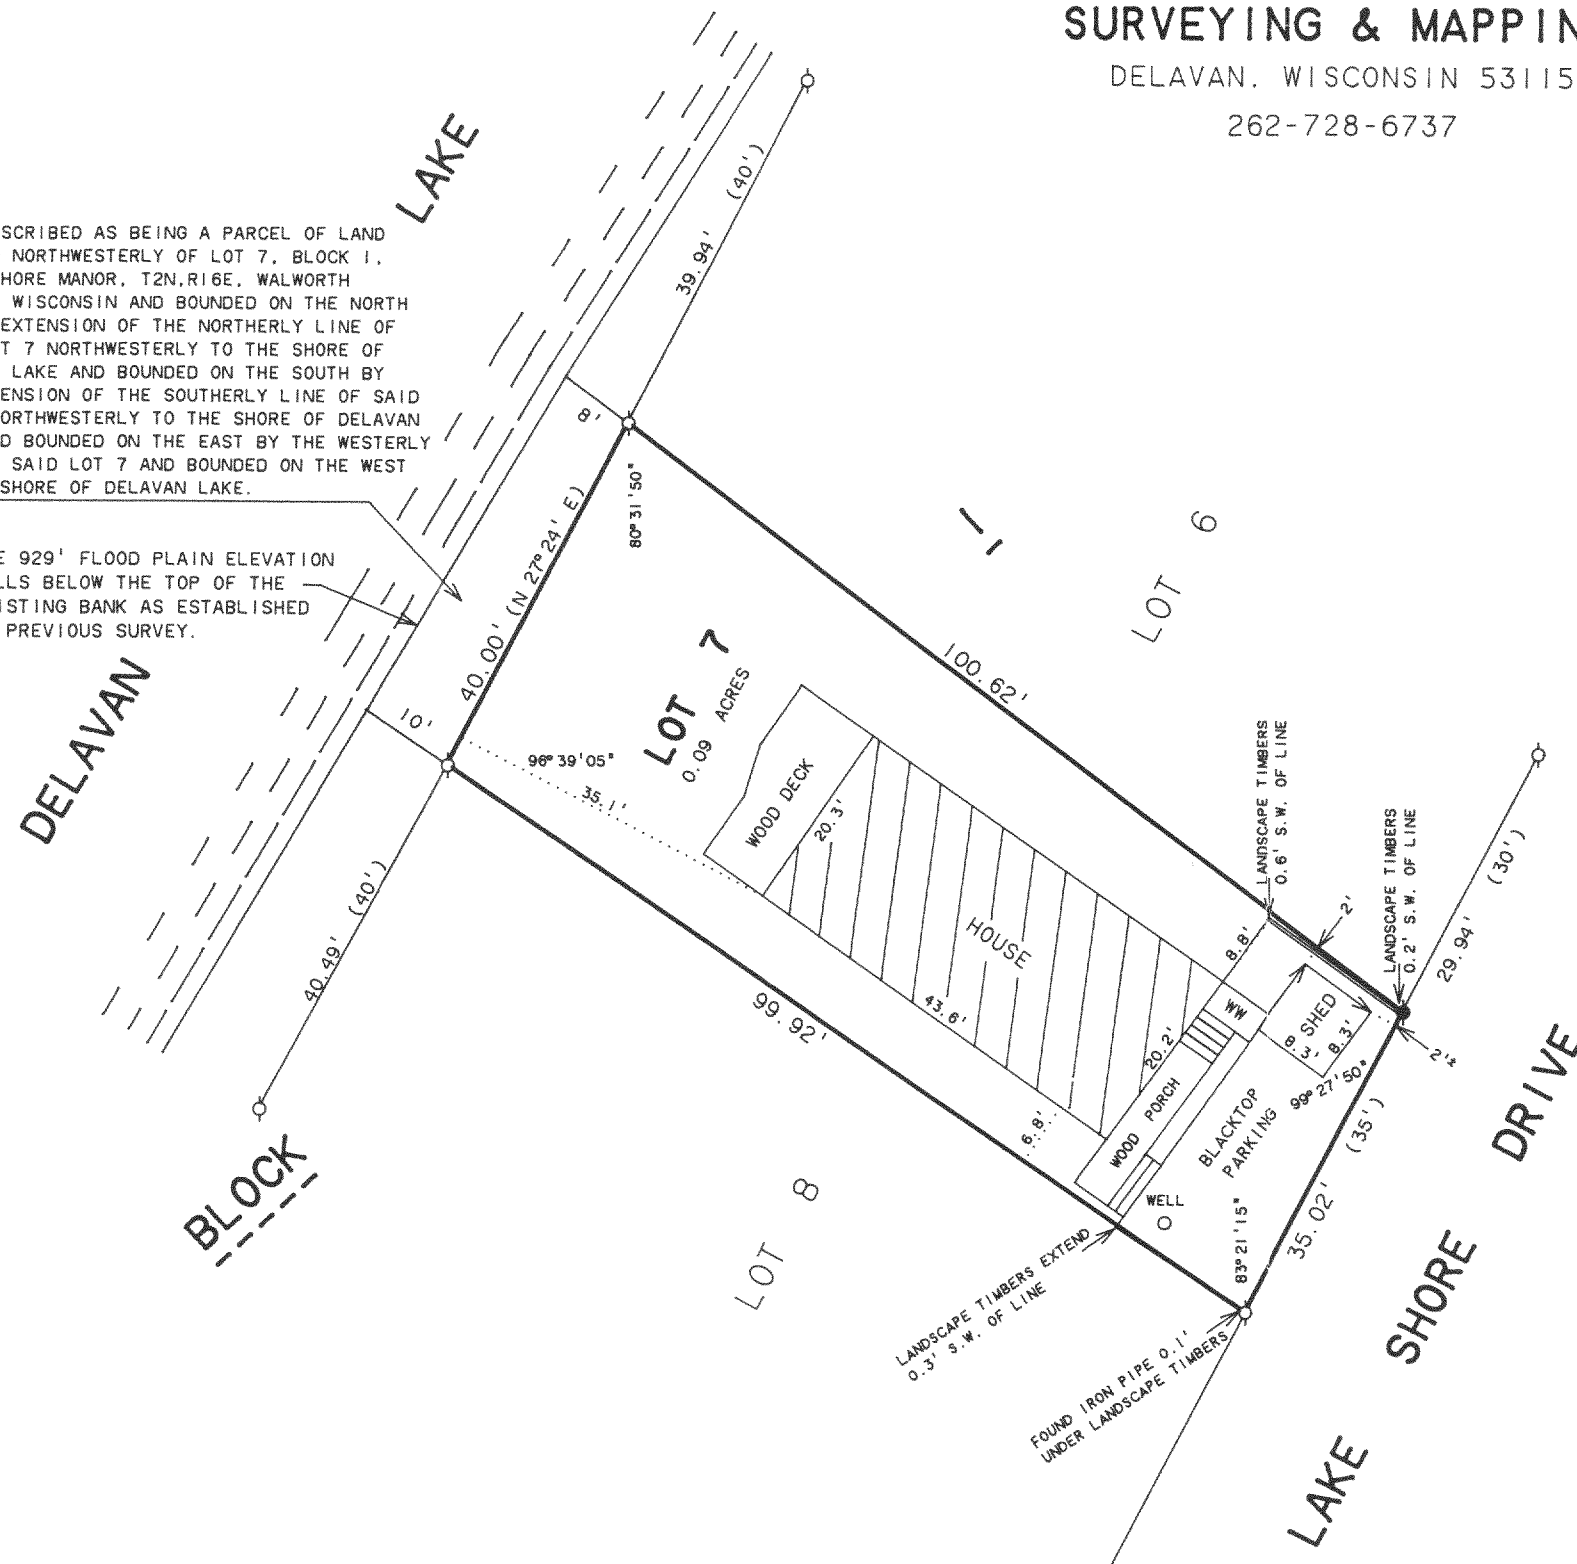 SURVEYING & MAPPIN
DELAVAN, WISCONSIN 53115
262-728-6737
LAKE
(40')
39.94'
SCRIBED AS BEING A PARCEL OF LAND
NORTHWESTERLY OF LOT 7, BLOCK 1,
HORE MANOR, T2N,R16E, WALWORTH
WISCONSIN AND BOUNDED ON THE NORTH
EXTENSION OF THE NORTHERLY LINE OF
T 7 NORTHWESTERLY TO THE SHORE OF
LAKE AND BOUNDED ON THE SOUTH BY
ENSION OF THE SOUTHERLY LINE OF SAID
ORTHWESTERLY TO THE SHORE OF DELAVAN
D BOUNDED ON THE EAST BY THE WESTERLY
SAID LOT 7 AND BOUNDED ON THE WEST
SHORE OF DELAVAN LAKE.
E 929' FLOOD PLAIN ELEVATION
LLS BELOW THE TOP OF THE
ISTING BANK AS ESTABLISHED
PREVIOUS SURVEY.
8'
80°31'50"
40.00' (N 27°24' E)
1
LOT 6
DELAVAN
10'
96°39'05"
35.1'
LOT 7
0.09 ACRES
100.62'
WOOD DECK
20.3'
HOUSE
43.6'
99.92'
40.49'
(40')
BLOCK
LANDSCAPE TIMBERS
0.6' S.W. OF LINE
2'
LANDSCAPE TIMBERS
0.2' S.W. OF LINE
(30')
29.94'
8.8'
WW
SHED
8.3'
8.3'
2'±
20.2'
WOOD PORCH
6.8'
BLACKTOP
PARKING
99°27'50"
(35')
35.02'
WELL
83°21'15"
LOT 8
LANDSCAPE TIMBERS EXTEND
0.3' S.W. OF LINE
FOUND IRON PIPE 0.1'
UNDER LANDSCAPE TIMBERS
LAKE SHORE DRIVE